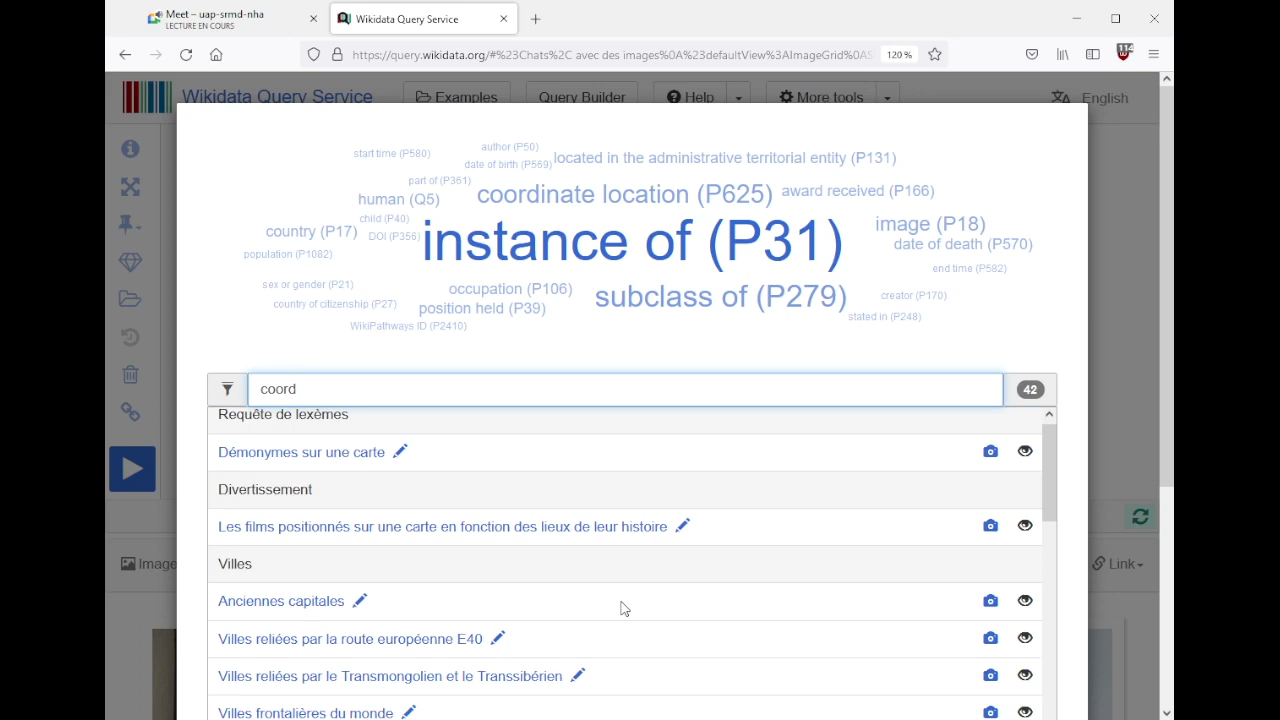 Meet – uap-srmd-nha
LECTURE EN COURS
Wikidata Query Service
https://query.wikidata.org/#%23Chats%2C avec des images%0A%23defaultView%3AImageGrid%0AS
120 %
114
Wikidata Query Service
Examples
Query Builder
Help
More tools
English
start time (P580)
author (P50)
date of birth (P569)
located in the administrative territorial entity (P131)
part of (P361)
human (Q5)
coordinate location (P625)
award received (P166)
child (P40)
country (P17)
DOI (P356)
instance of (P31)
image (P18)
date of death (P570)
population (P1082)
end time (P582)
sex or gender (P21)
occupation (P106)
subclass of (P279)
creator (P170)
country of citizenship (P27)
position held (P39)
stated in (P248)
WikiPathways ID (P2410)
coord
42
Requête de lexèmes
Démonymes sur une carte
Divertissement
Les films positionnés sur une carte en fonction des lieux de leur histoire
Villes
Image
Link
Anciennes capitales
Villes reliées par la route européenne E40
Villes reliées par le Transmongolien et le Transsibérien
Villes frontalières du monde